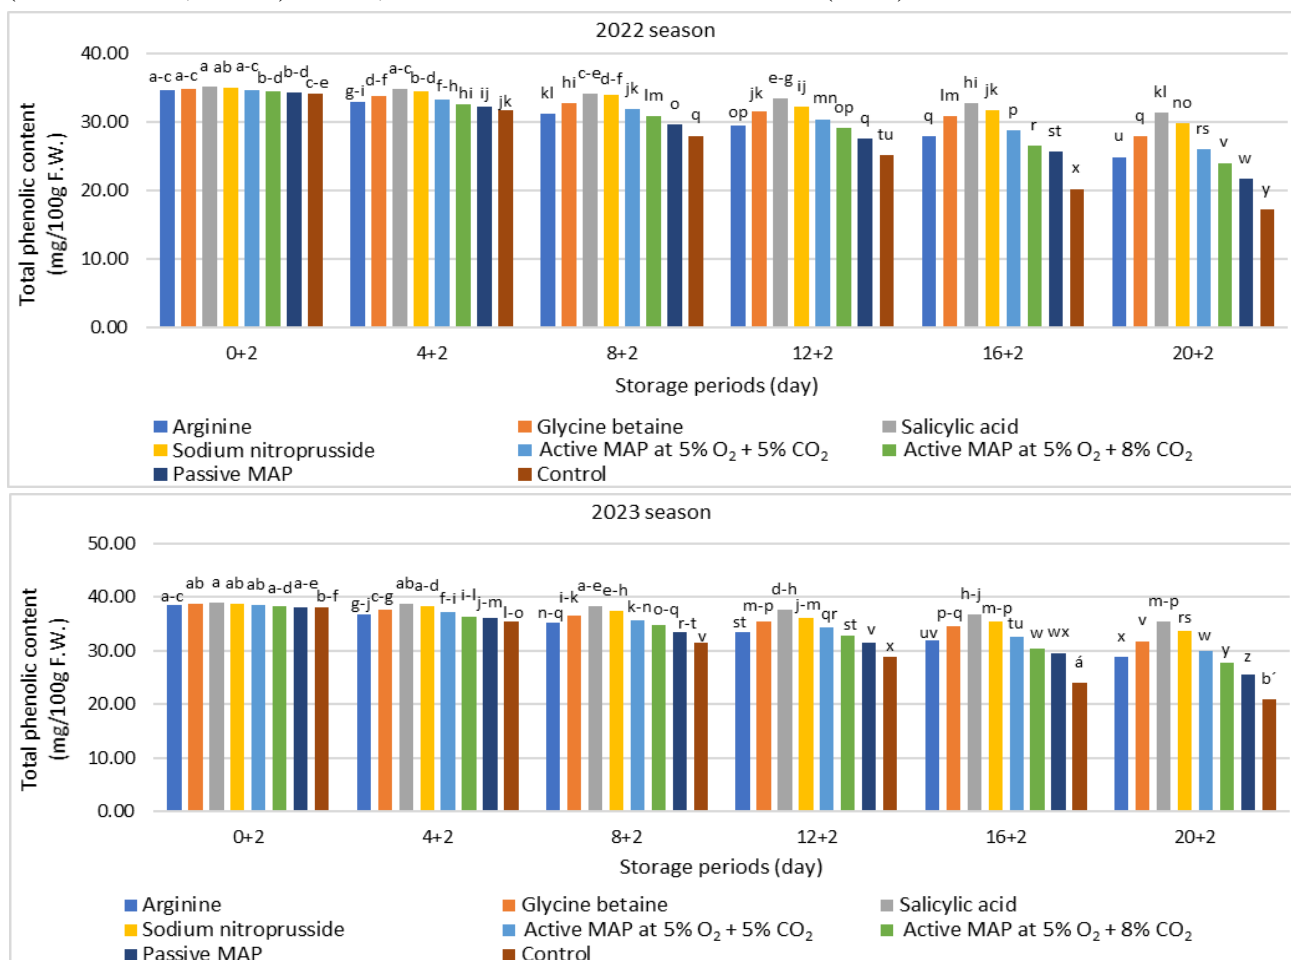 2022 season
Total phenolic content
(mg/100g F.W.)
40.00
30.00
20.00
10.00
0.00
a-c a-c a ab a-c b-d b-d c-e
g-i d-f a-c b-d f-h hi ij jk
kl hi c-e d-f jk lm o q
op jk e-g ij mn op q tu
q lm hi jk p r st x
u q kl no rs v w y
0+2 4+2 8+2 12+2 16+2 20+2
Storage periods (day)
Arginine Glycine betaine Salicylic acid
Sodium nitroprusside Active MAP at 5% O₂ + 5% CO₂ Active MAP at 5% O₂ + 8% CO₂
Passive MAP Control
2023 season
Total phenolic content
(mg/100g F.W.)
50.00
40.00
30.00
20.00
10.00
0.00
a-c ab a ab ab a-d a-e b-f
g-j c-g ab a-d f-i i-l j-m l-o
n-q i-k a-e e-h k-n o-q r-t v
st m-p d-h j-m qr st v x
uv p-q h-j m-p tu w wx á
x v m-p rs w y z b´
0+2 4+2 8+2 12+2 16+2 20+2
Storage periods (day)
Arginine Glycine betaine Salicylic acid
Sodium nitroprusside Active MAP at 5% O₂ + 5% CO₂ Active MAP at 5% O₂ + 8% CO₂
Passive MAP Control